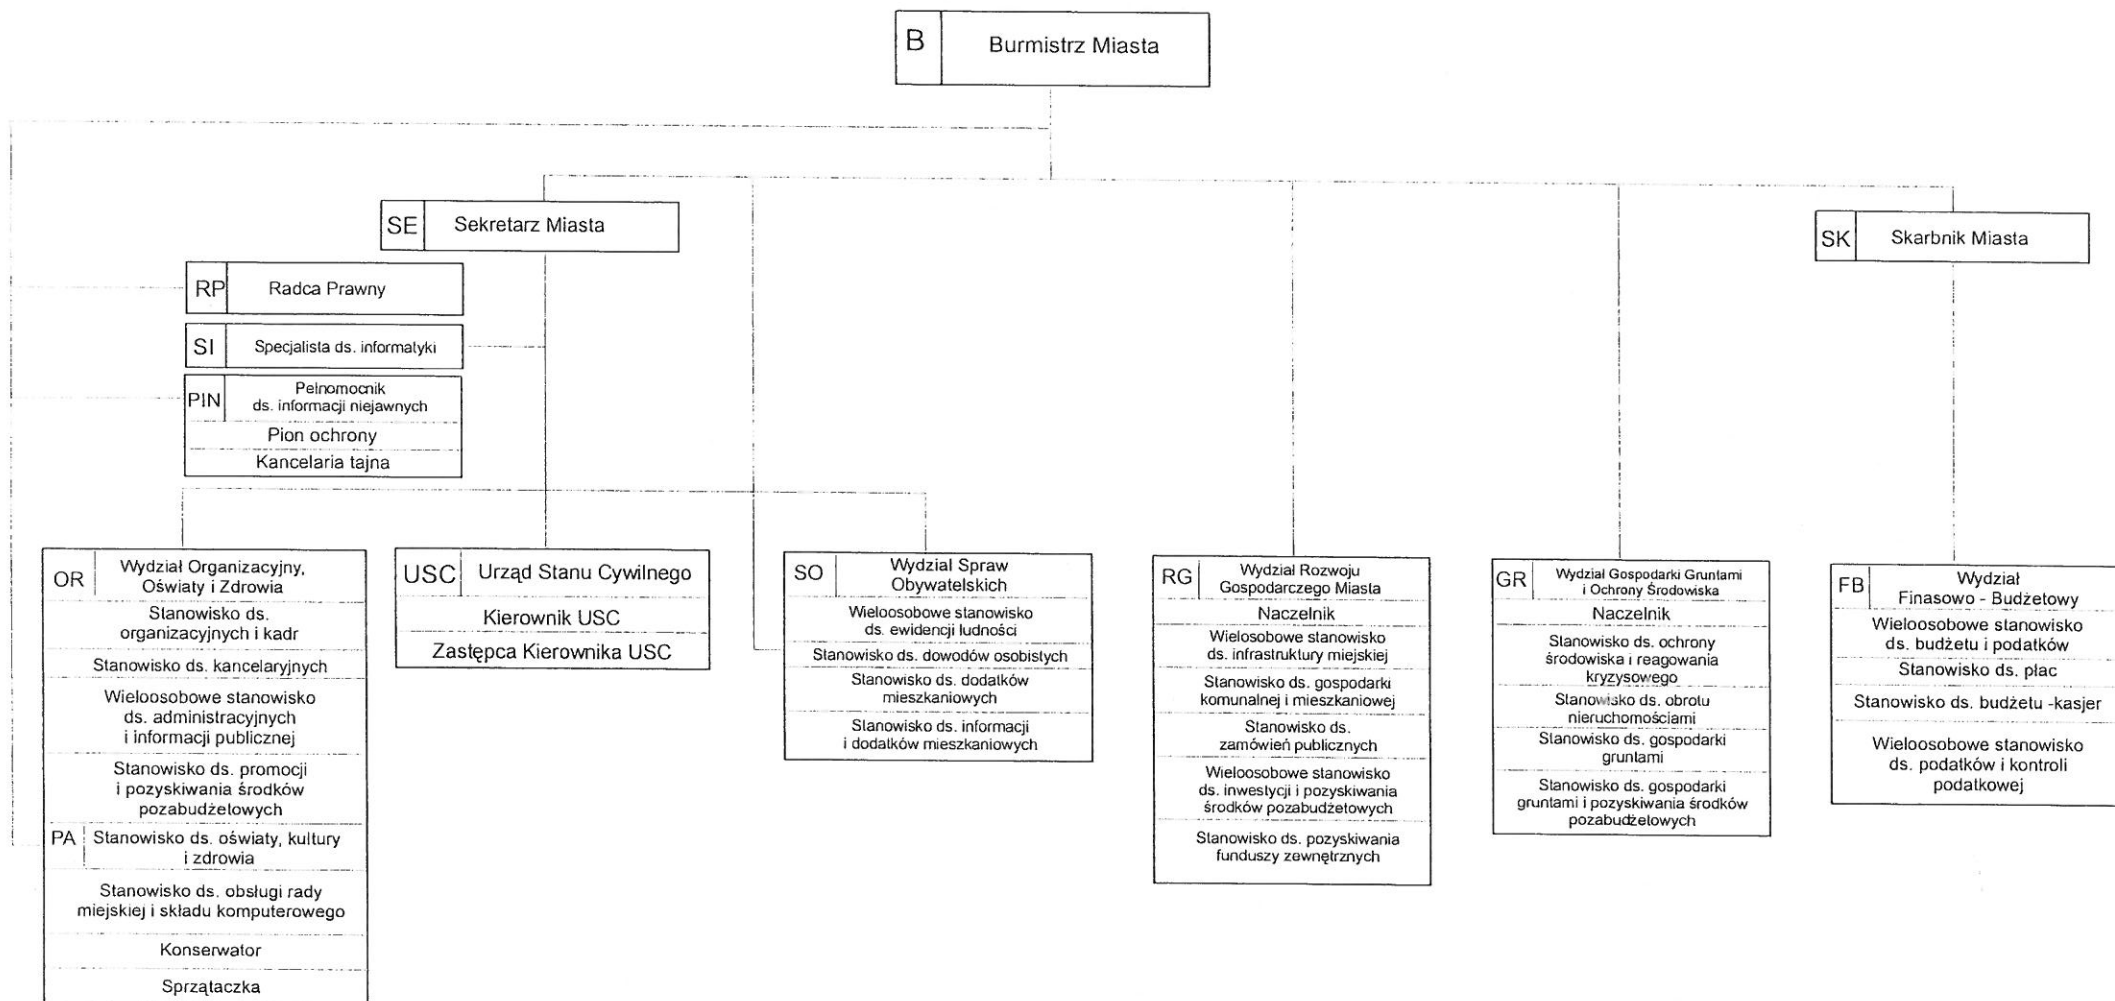 B
Burmistrz Miasta
SE
Sekretarz Miasta
SK
Skarbnik Miasta
RP
Radca Prawny
SI
Specjalista ds. informatyki
PIN
Pełnomocnik
ds. informacji niejawnych
Pion ochrony
Kancelaria tajna
OR
Wydział Organizacyjny,
Oświaty i Zdrowia
Stanowisko ds.
organizacyjnych i kadr
Stanowisko ds. kancelaryjnych
Wieloosobowe stanowisko
ds. administracyjnych
i informacji publicznej
Stanowisko ds. promocji
i pozyskiwania środków
pozabudżetowych
PA
Stanowisko ds. oświaty, kultury
i zdrowia
Stanowisko ds. obsługi rady
miejskiej i składu komputerowego
Konserwator
Sprzątaczka
USC
Urząd Stanu Cywilnego
Kierownik USC
Zastępca Kierownika USC
SO
Wydział Spraw
Obywatelskich
Wieloosobowe stanowisko
ds. ewidencji ludności
Stanowisko ds. dowodów osobistych
Stanowisko ds. dodatków
mieszkaniowych
Stanowisko ds. informacji
i dodatków mieszkaniowych
RG
Wydział Rozwoju
Gospodarczego Miasta
Naczelnik
Wielosobowe stanowisko
ds. infrastruktury miejskiej
Stanowisko ds. gospodarki
komunalnej i mieszkaniowej
Stanowisko ds.
zamówień publicznych
Wieloosobowe stanowisko
ds. inwestycji i pozyskiwania
środków pozabudżetowych
Stanowisko ds. pozyskiwania
funduszy zewnętrznych
GR
Wydział Gospodarki Gruntami
i Ochrony Środowiska
Naczelnik
Stanowisko ds. ochrony
środowiska i reagowania
kryzysowego
Stanowisko ds. obrotu
nieruchomościami
Stanowisko ds. gospodarki
gruntami
Stanowisko ds. gospodarki
gruntami i pozyskiwania środków
pozabudżetowych
FB
Wydział
Finasowo - Budżetowy
Wieloosobowe stanowisko
ds. budżetu i podatków
Stanowisko ds. płac
Stanowisko ds. budżetu -kasjer
Wieloosobowe stanowisko
ds. podatków i kontroli
podatkowej